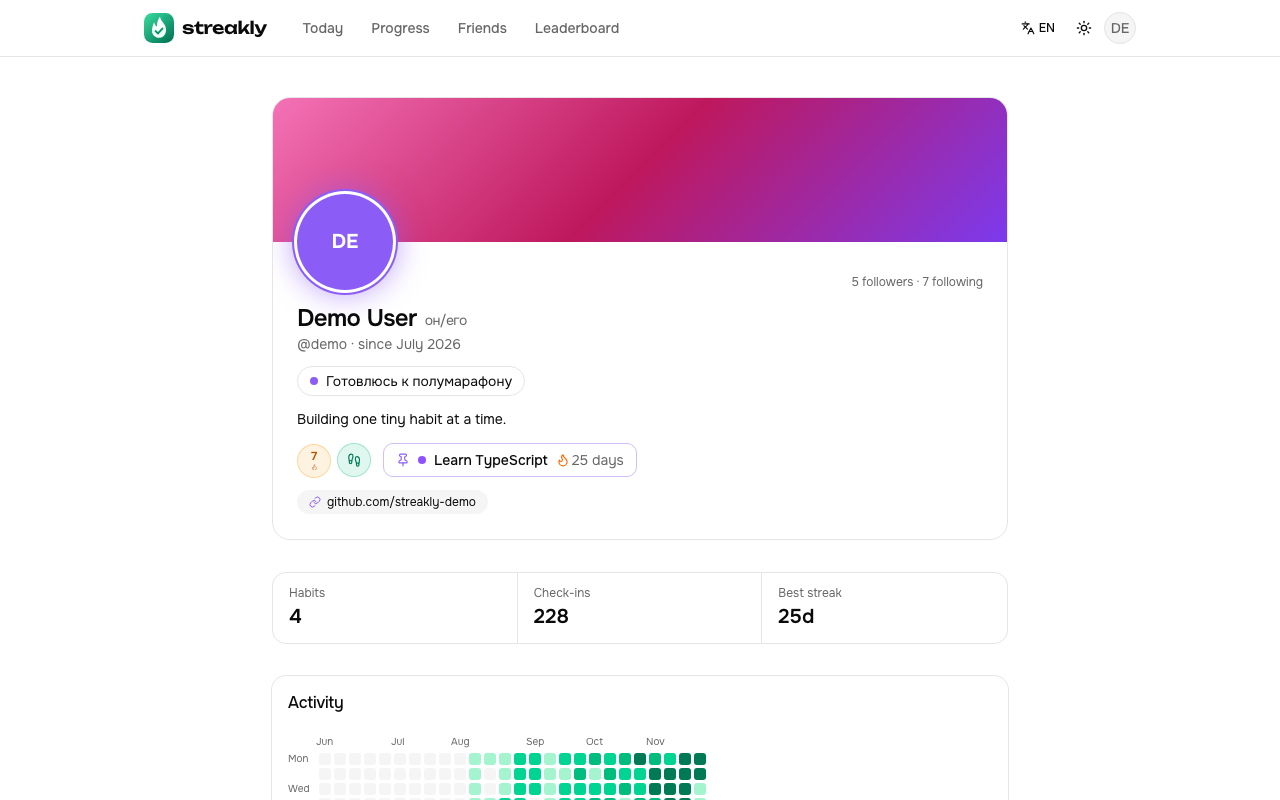 streakly Today Progress Friends Leaderboard EN DE
DE
5 followers · 7 following
Demo User он/его
@demo · since July 2026
Готовлюсь к полумарафону
Building one tiny habit at a time.
7 Learn TypeScript 25 days
github.com/streakly-demo
Habits Check-ins Best streak
4 228 25d
Activity
Jun Jul Aug Sep Oct Nov
Mon
Wed